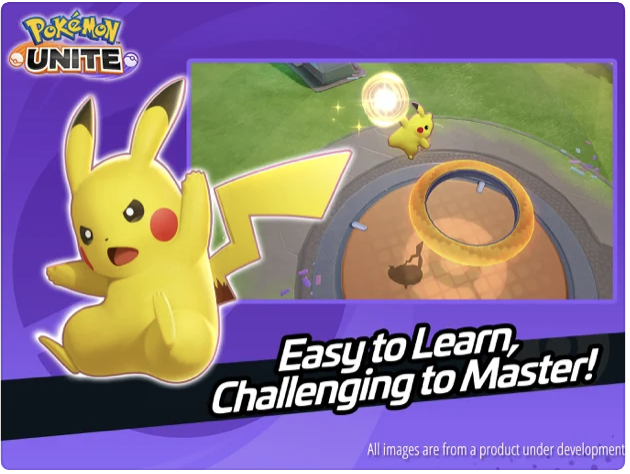 Pokémon
UNITE
Easy to Learn,
Challenging to Master!
All images are from a product under development